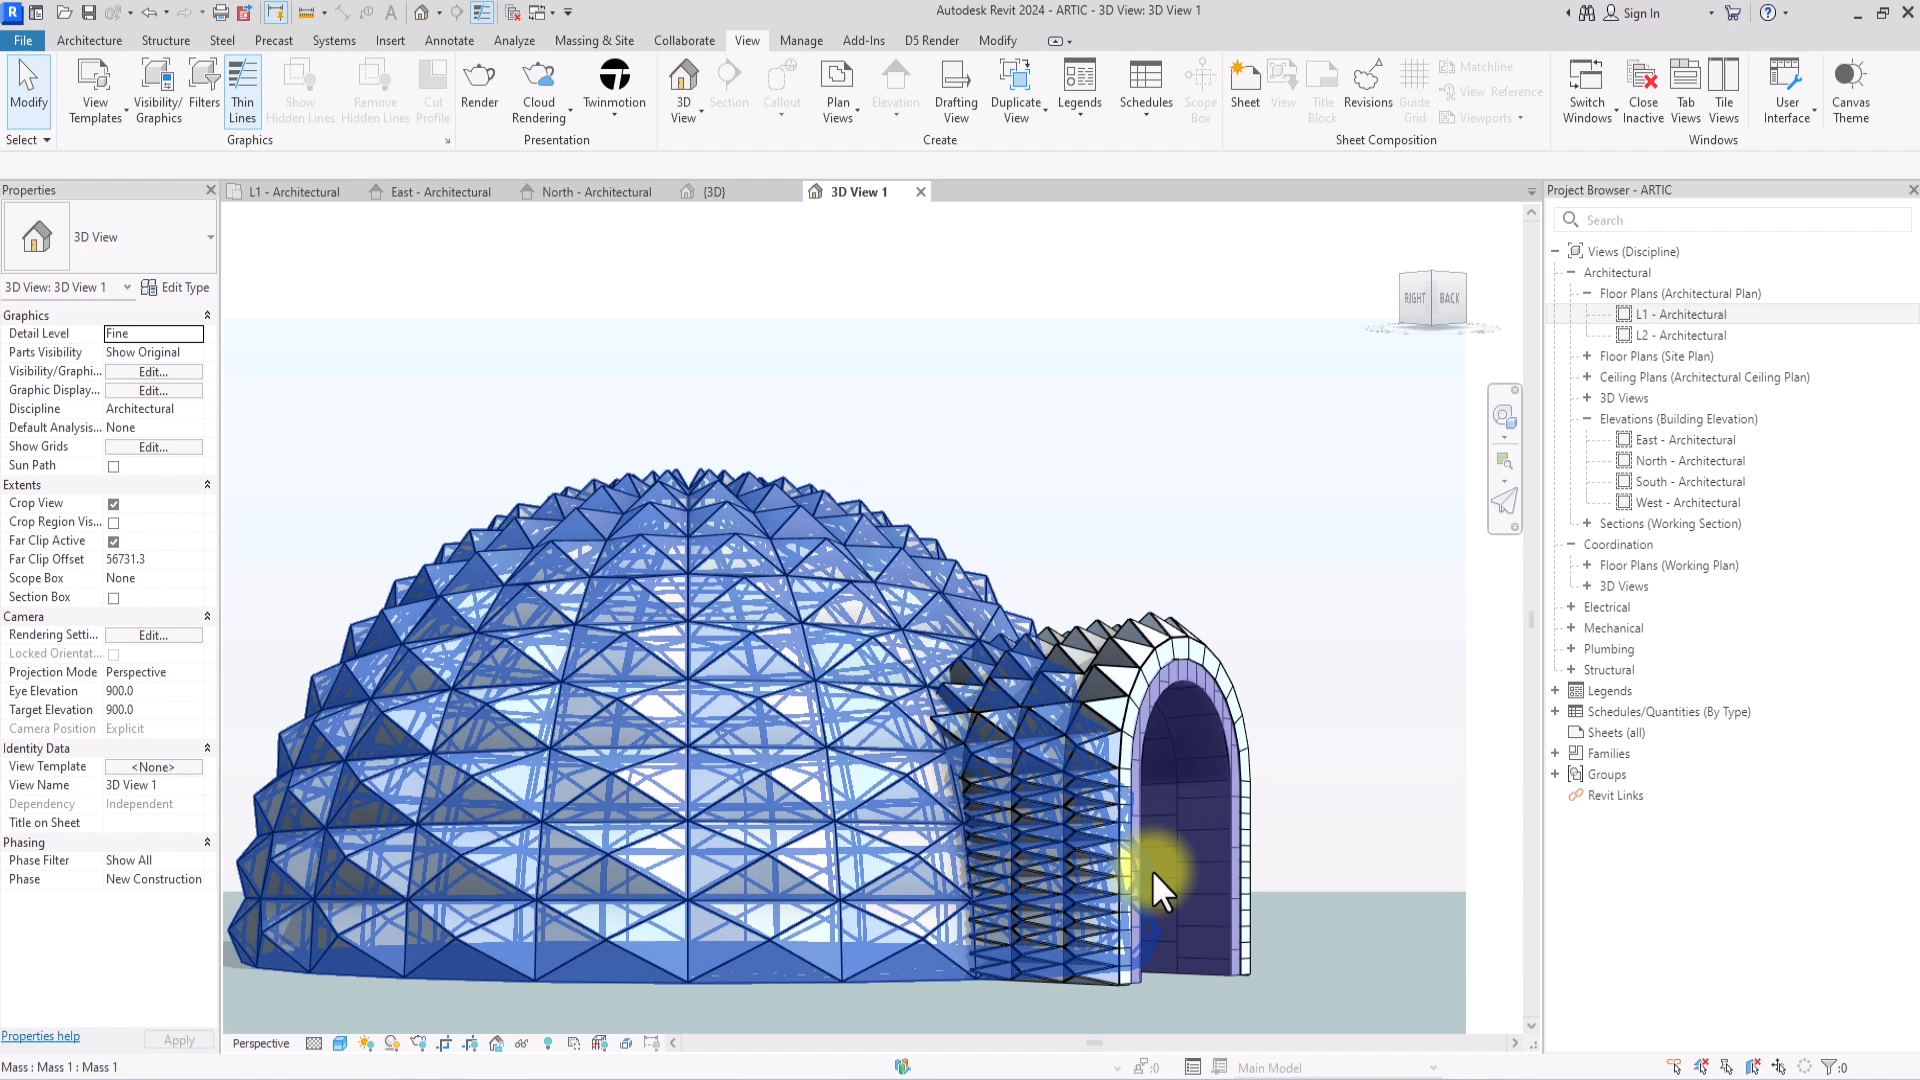 Autodesk Revit 2024 - ARTIC - 3D View: 3D View 1
Sign In
File Architecture Structure Steel Precast Systems Insert Annotate Analyze Massing & Site Collaborate View Manage Add-Ins D5 Render Modify
Modify View Templates Visibility/ Graphics Filters Thin Lines Show Hidden Lines Remove Hidden Lines Cut Profile Render Cloud Rendering Twinmotion 3D View Section Callout Plan Views Elevation Drafting View Duplicate View Legends Schedules Scope Box Sheet View Title Block Revisions Guide Grid Matchline View Reference Viewports Switch Windows Close Inactive Tab Views Tile Views User Interface Canvas Theme
Select Graphics Presentation Create Sheet Composition Windows
Properties
3D View
3D View: 3D View 1 Edit Type
Graphics
Detail Level Fine
Parts Visibility Show Original
Visibility/Graphi... Edit...
Graphic Display... Edit...
Discipline Architectural
Default Analysis... None
Show Grids Edit...
Sun Path
Extents
Crop View
Crop Region Vis...
Far Clip Active
Far Clip Offset 56731.3
Scope Box None
Section Box
Camera
Rendering Setti... Edit...
Locked Orientat...
Projection Mode Perspective
Eye Elevation 900.0
Target Elevation 900.0
Camera Position Explicit
Identity Data
View Template <None>
View Name 3D View 1
Dependency Independent
Title on Sheet
Phasing
Phase Filter Show All
Phase New Construction
Properties help Apply
L1 - Architectural East - Architectural North - Architectural {3D} 3D View 1
RIGHT BACK
Perspective
Project Browser - ARTIC
Search
Views (Discipline)
Architectural
Floor Plans (Architectural Plan)
L1 - Architectural
L2 - Architectural
Floor Plans (Site Plan)
Ceiling Plans (Architectural Ceiling Plan)
3D Views
Elevations (Building Elevation)
East - Architectural
North - Architectural
South - Architectural
West - Architectural
Sections (Working Section)
Coordination
Floor Plans (Working Plan)
3D Views
Electrical
Mechanical
Plumbing
Structural
Legends
Schedules/Quantities (By Type)
Sheets (all)
Families
Groups
Revit Links
Mass : Mass 1 : Mass 1
:0
Main Model
:0